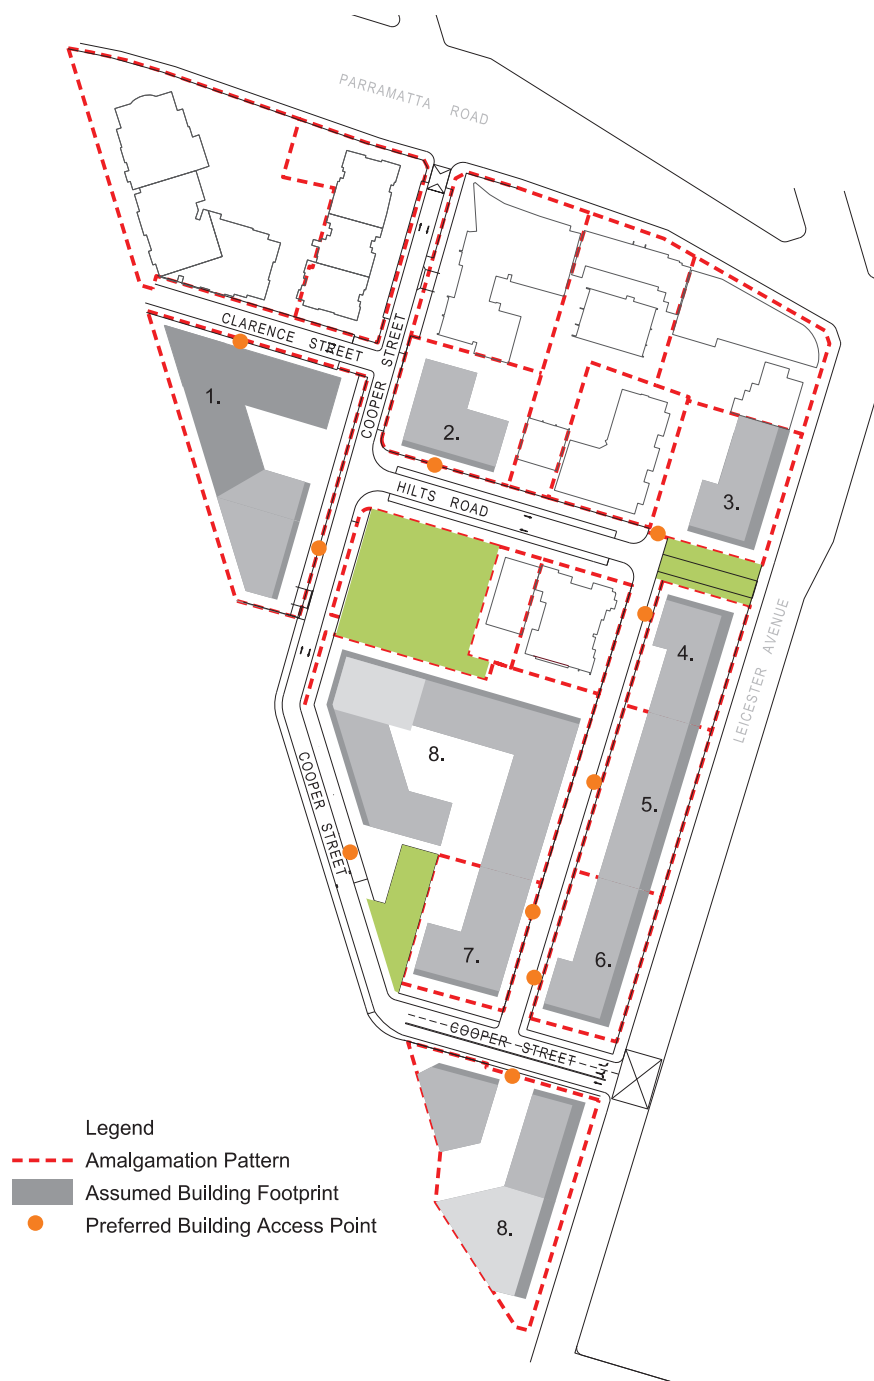 PARRAMATTA ROAD
CLARENCE STREET
COOPER STREET
1.
2.
3.
HILTS ROAD
4.
LEICESTER AVENUE
8.
5.
COOPER STREET
7.
6.
COOPER STREET
8.
Legend
Amalgamation Pattern
Assumed Building Footprint
Preferred Building Access Point